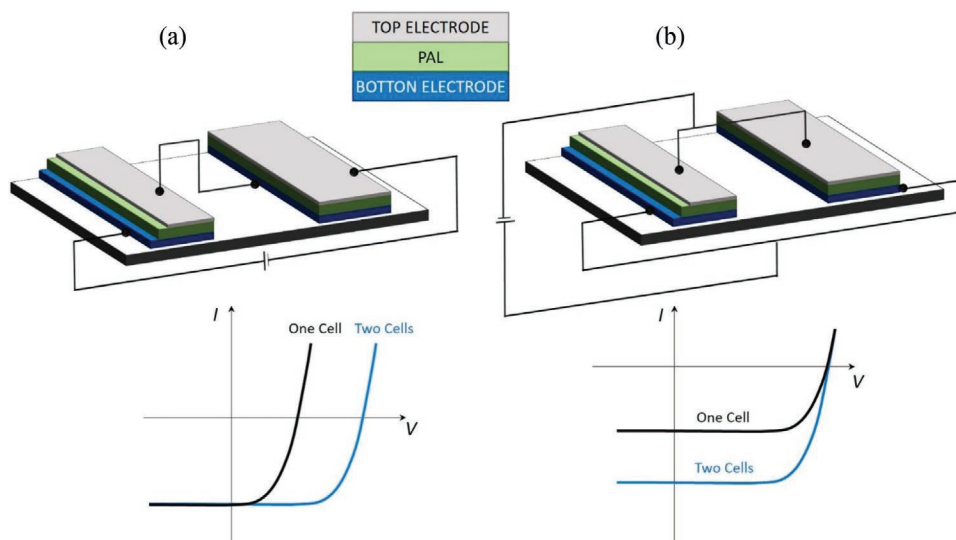 (a)
(b)
TOP ELECTRODE
PAL
BOTTON ELECTRODE
I
One Cell
Two Cells
V
I
V
One Cell
Two Cells